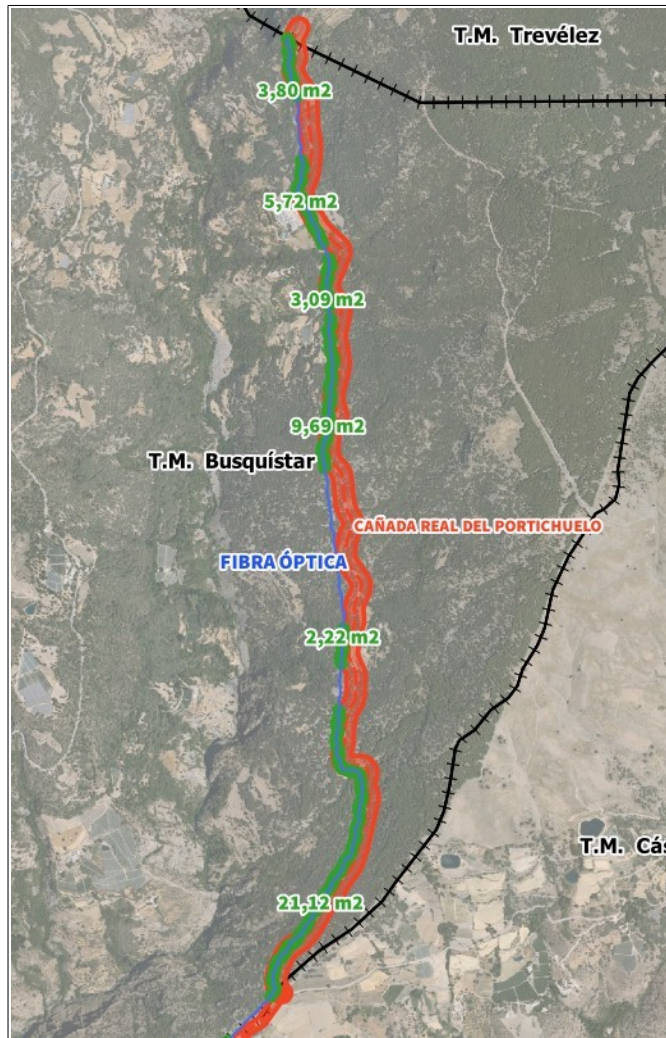 T.M. Trevélez
3,80 m2
5,72 m2
3,09 m2
9,69 m2
T.M. Busquístar
CAÑADA REAL DEL PORTICHUELO
FIBRA ÓPTICA
2,22 m2
T.M. Cás
21,12 m2